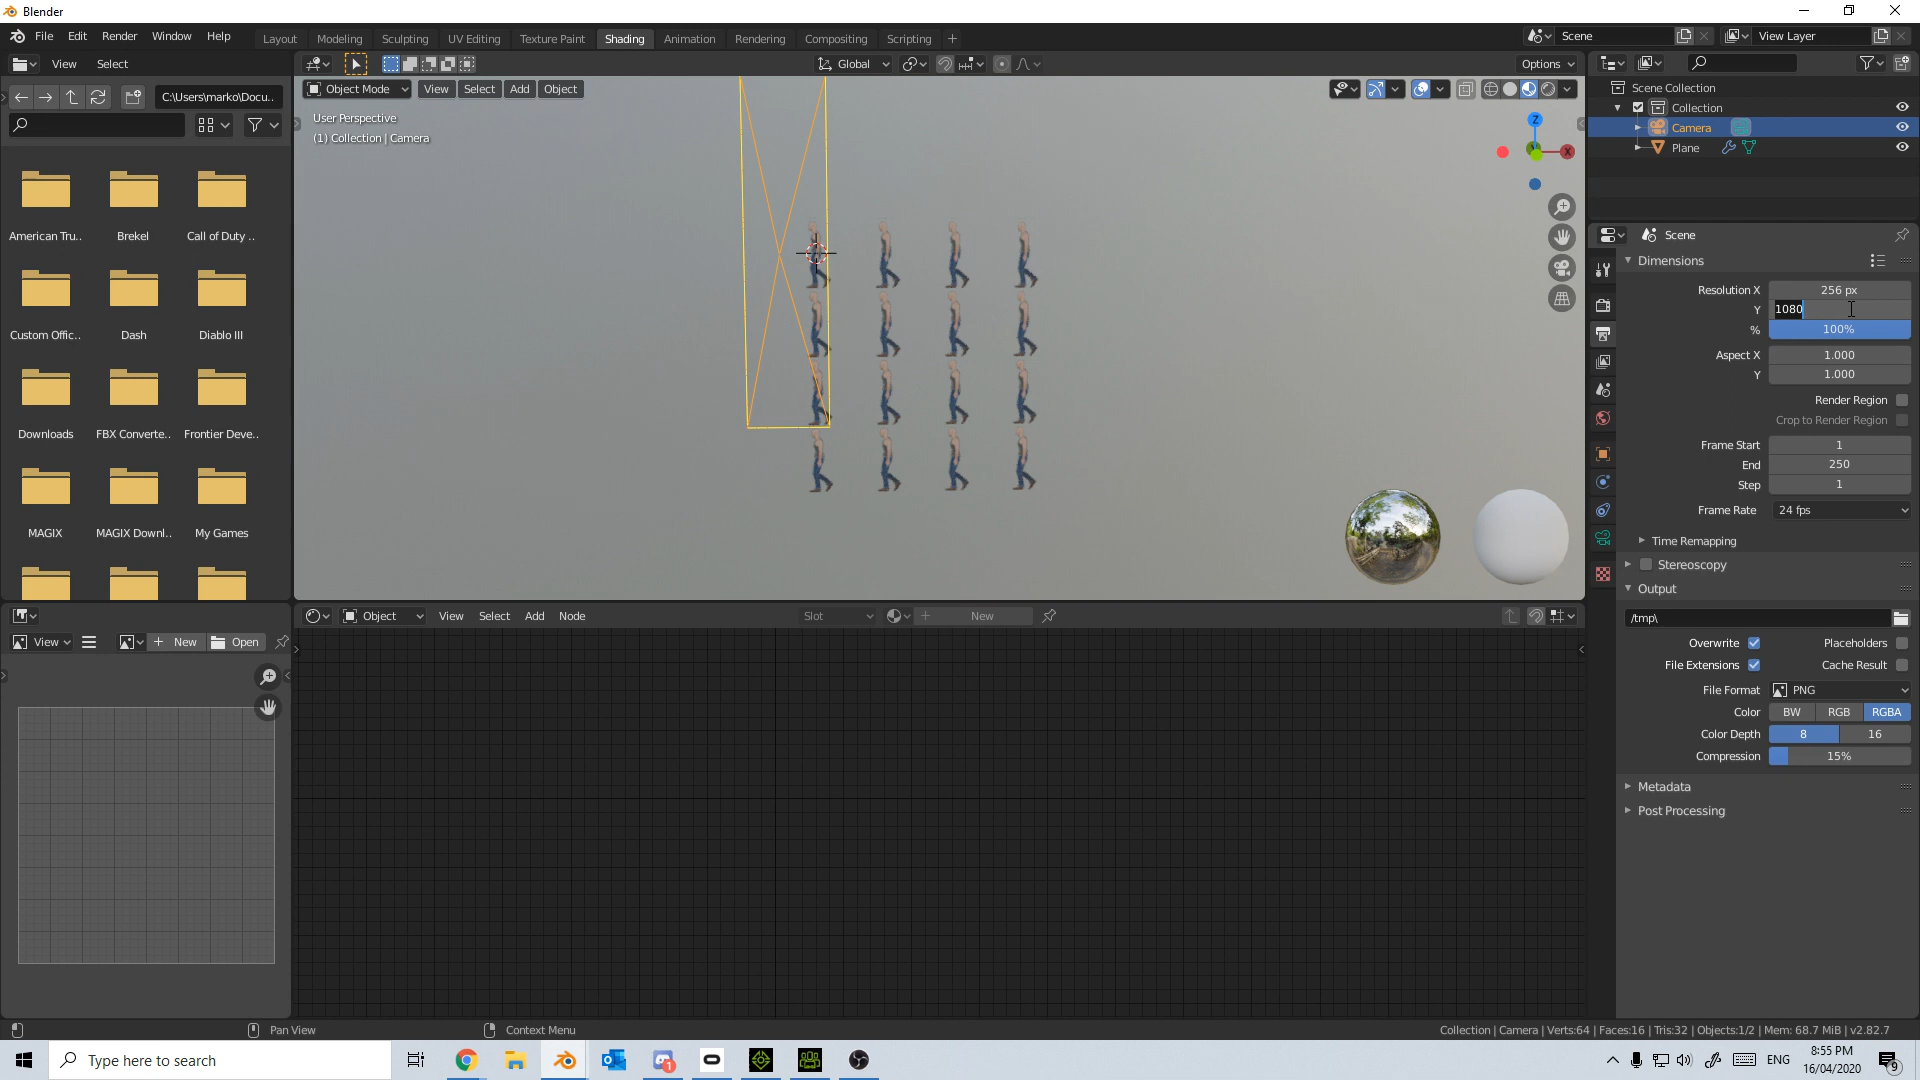 Blender
File Edit Render Window Help
Layout Modeling Sculpting UV Editing Texture Paint Shading Animation Rendering Compositing Scripting +
Scene
View Layer
View Select
Global
Options
C:\Users\marko\Docu..
Object Mode View Select Add Object
User Perspective
(1) Collection | Camera
Z
X
Scene Collection
Collection
Camera
Plane
American Tru..
Brekel
Call of Duty ..
Custom Offic..
Dash
Diablo III
Downloads
FBX Converte..
Frontier Deve..
MAGIX
MAGIX Downl..
My Games
Scene
Dimensions
Resolution X 256 px
Y 1080
% 100%
Aspect X 1.000
Y 1.000
Render Region
Crop to Render Region
Frame Start 1
End 250
Step 1
Frame Rate 24 fps
Time Remapping
Stereoscopy
Output
/tmp\
Overwrite
Placeholders
File Extensions
Cache Result
File Format PNG
Color BW RGB RGBA
Color Depth 8 16
Compression 15%
Metadata
Post Processing
Object View Select Add Node
Slot
+ New
View
+ New Open
Pan View
Context Menu
Collection | Camera | Verts:64 | Faces:16 | Tris:32 | Objects:1/2 | Mem: 68.7 MiB | v2.82.7
Type here to search
1
ENG
8:55 PM
16/04/2020
9